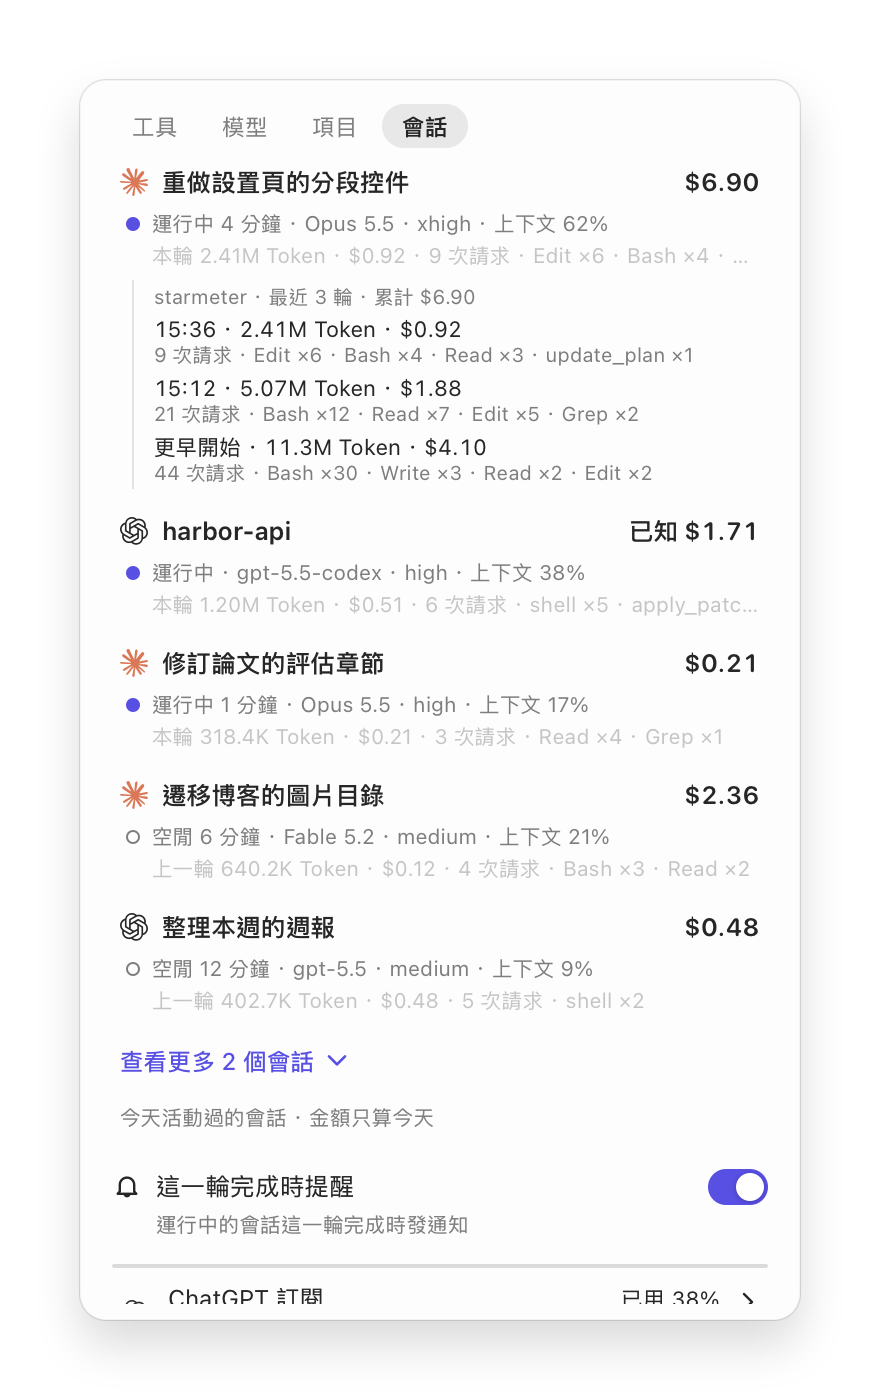 工具 模型 項目 會話
重做設置頁的分段控件 $6.90
運行中 4 分鐘 · Opus 5.5 · xhigh · 上下文 62%
本輪 2.41M Token · $0.92 · 9 次請求 · Edit ×6 · Bash ×4 · ...
starmeter · 最近 3 輪 · 累計 $6.90
15:36 · 2.41M Token · $0.92
9 次請求 · Edit ×6 · Bash ×4 · Read ×3 · update_plan ×1
15:12 · 5.07M Token · $1.88
21 次請求 · Bash ×12 · Read ×7 · Edit ×5 · Grep ×2
更早開始 · 11.3M Token · $4.10
44 次請求 · Bash ×30 · Write ×3 · Read ×2 · Edit ×2
harbor-api 已知 $1.71
運行中 · gpt-5.5-codex · high · 上下文 38%
本輪 1.20M Token · $0.51 · 6 次請求 · shell ×5 · apply_patc...
修訂論文的評估章節 $0.21
運行中 1 分鐘 · Opus 5.5 · high · 上下文 17%
本輪 318.4K Token · $0.21 · 3 次請求 · Read ×4 · Grep ×1
遷移博客的圖片目錄 $2.36
空閒 6 分鐘 · Fable 5.2 · medium · 上下文 21%
上一輪 640.2K Token · $0.12 · 4 次請求 · Bash ×3 · Read ×2
整理本週的週報 $0.48
空閒 12 分鐘 · gpt-5.5 · medium · 上下文 9%
上一輪 402.7K Token · $0.48 · 5 次請求 · shell ×2
查看更多 2 個會話
今天活動過的會話 · 金額只算今天
這一輪完成時提醒
運行中的會話這一輪完成時發通知
ChatGPT 訂閱 已用 38%